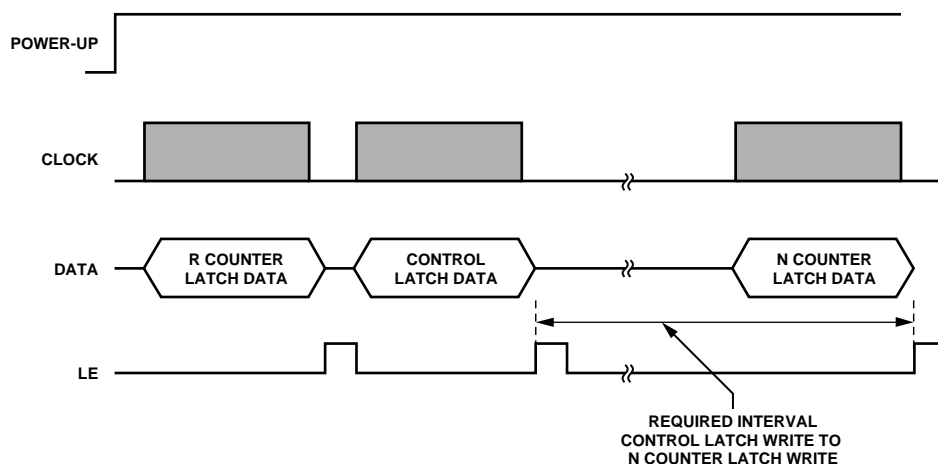 POWER-UP
CLOCK
DATA
R COUNTER
LATCH DATA
CONTROL
LATCH DATA
N COUNTER
LATCH DATA
LE
REQUIRED INTERVAL
CONTROL LATCH WRITE TO
N COUNTER LATCH WRITE